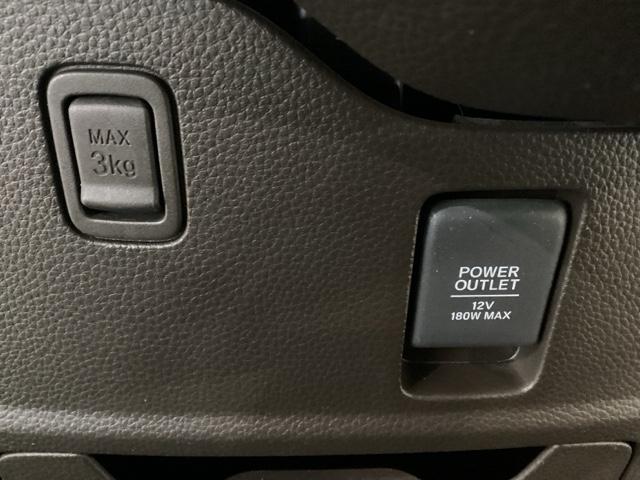 MAX
3kg
POWER
OUTLET
12V
180W MAX